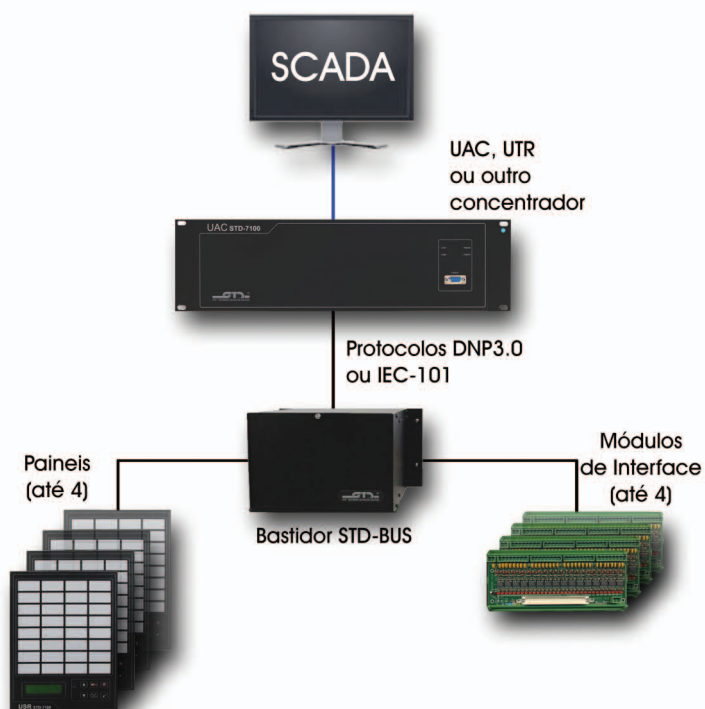 SCADA
UAC, UTR
ou outro
concentrador
UAC STD-7100
Protocolos DNP3.0
ou IEC-101
Paineis
(até 4)
Módulos
de Interface
(até 4)
Bastidor STD-BUS
USR STD-7100